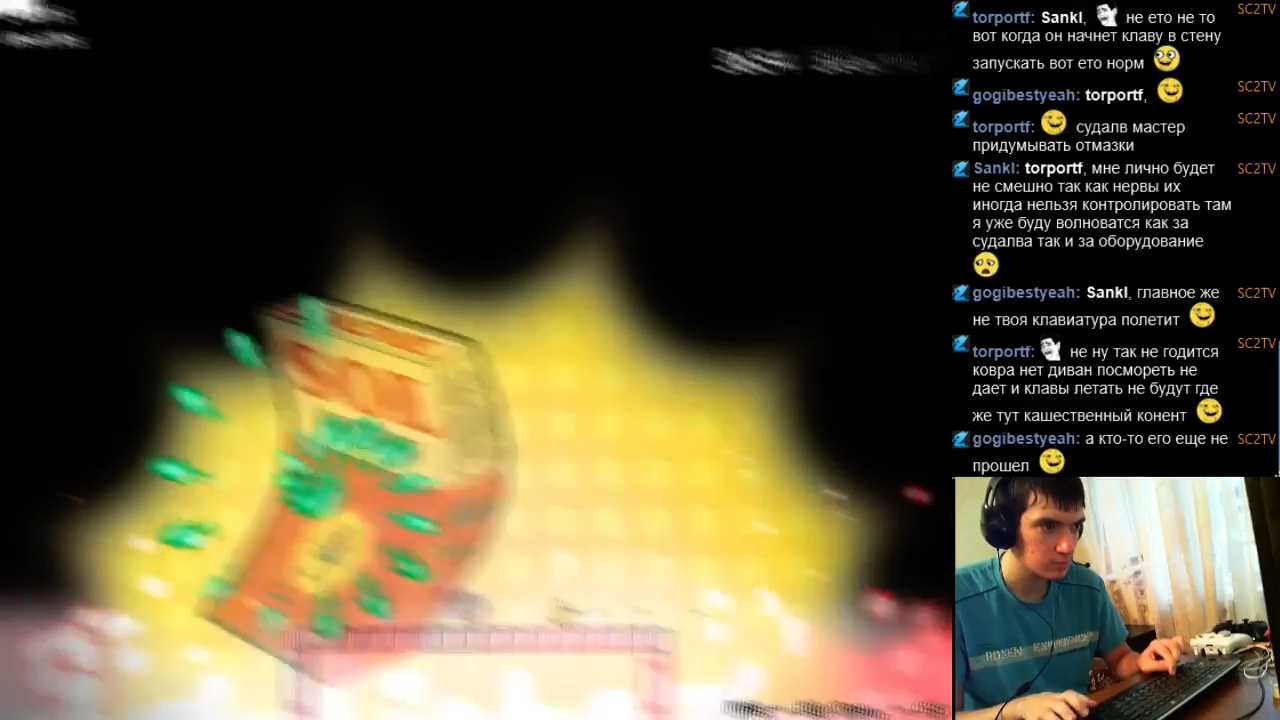 torportf: Sankl, не ето не то SC2TV
вот когда он начнет клаву в стену
запускать вот ето норм
gogibestyeah: torportf, SC2TV
torportf: судалв мастер SC2TV
придумывать отмазки
Sankl: torportf, мне лично будет SC2TV
не смешно так как нервы их
иногда нельзя контролировать там
я уже буду волноватся как за
судалва так и за оборудование
gogibestyeah: Sankl, главное же SC2TV
не твоя клавиатура полетит
torportf: не ну так не годится SC2TV
ковра нет диван посмореть не
дает и клавы летать не будут где
же тут кашественный конент
gogibestyeah: а кто-то его еще не SC2TV
прошел